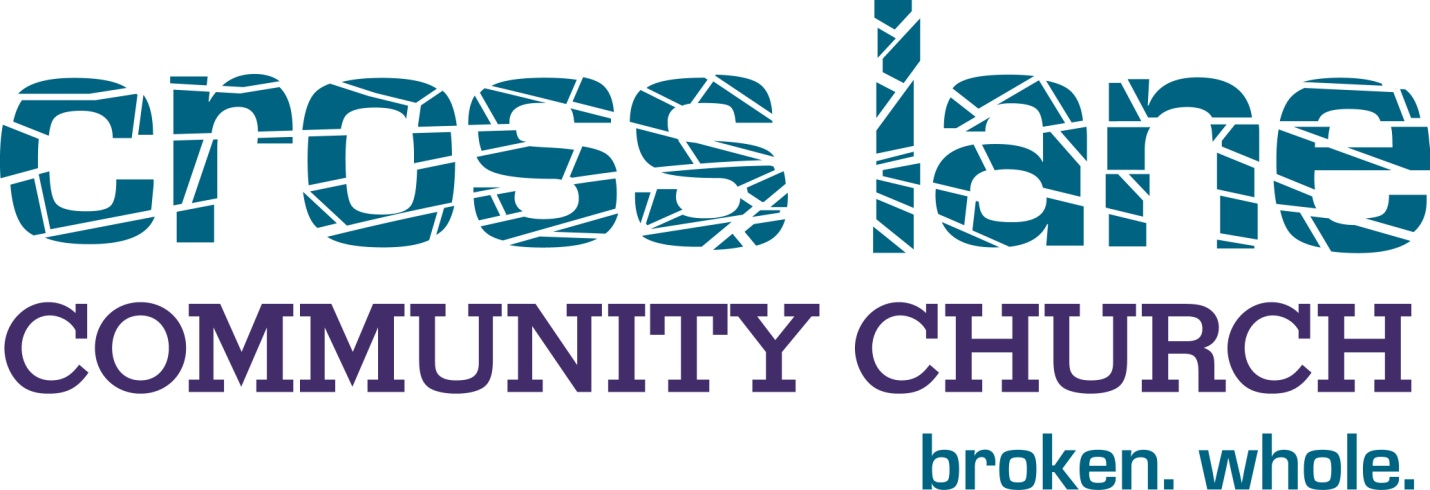 cross lane
COMMUNITY CHURCH
broken. whole.